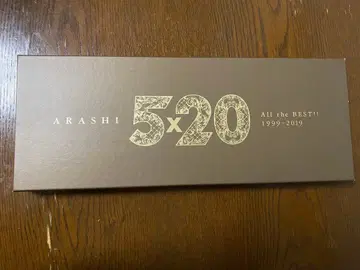 ARASHI
5x20
All the BEST!!
1999-2019